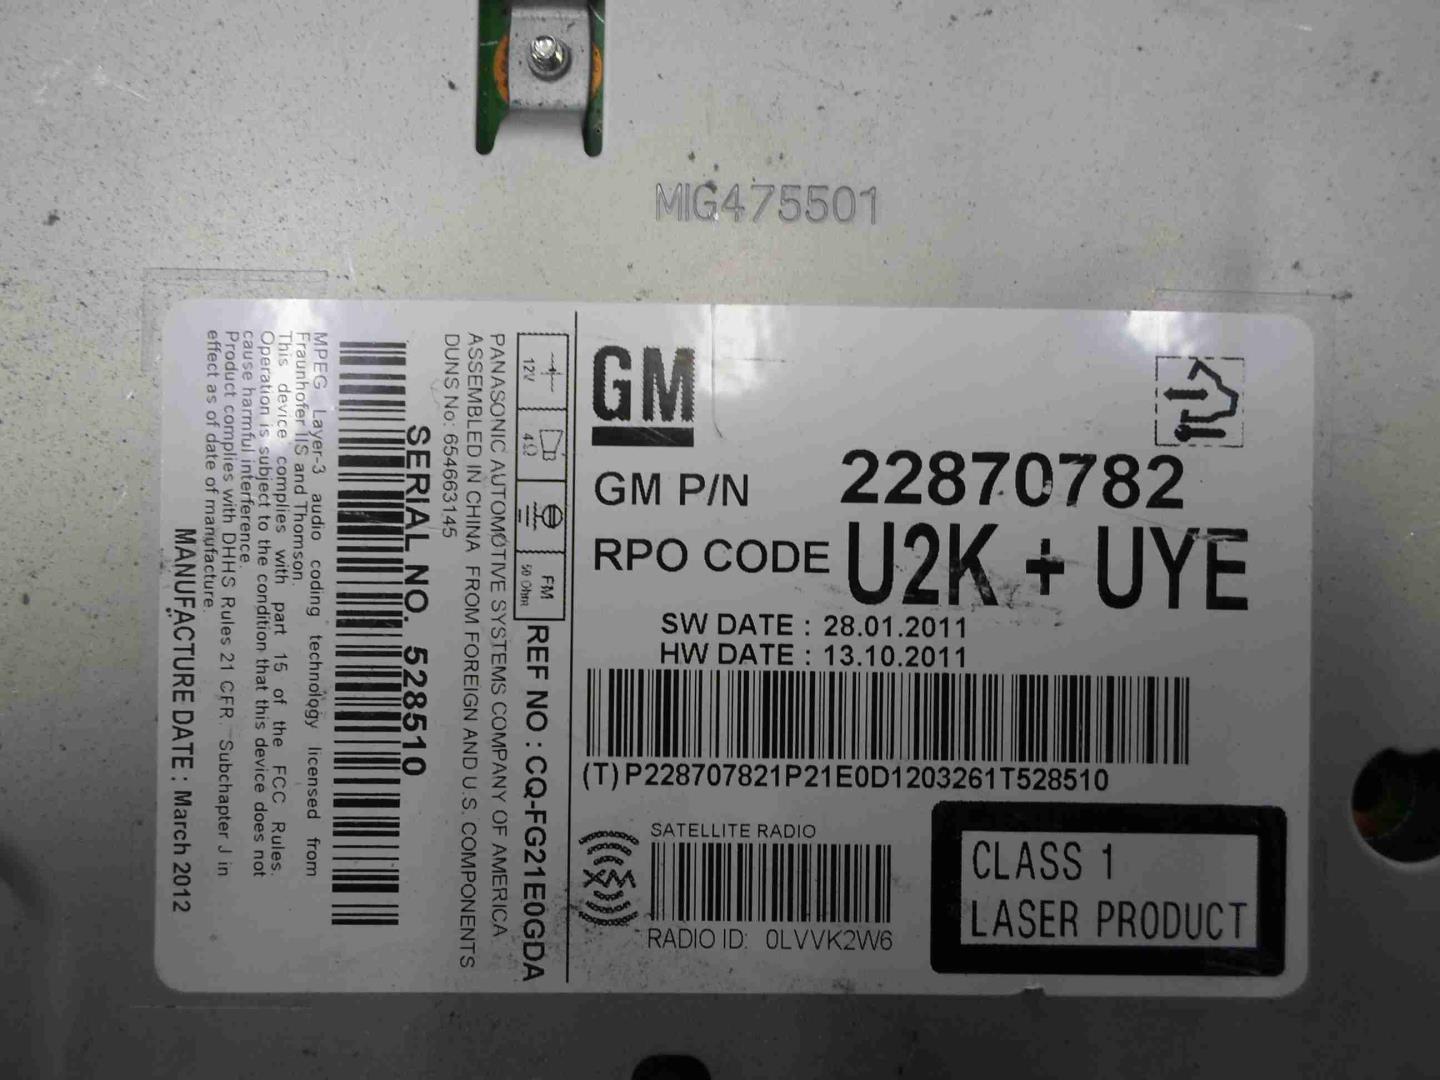 MIG475501
GM
GM P/N 22870782
RPO CODE U2K + UYE
SW DATE : 28.01.2011
HW DATE : 13.10.2011
(T) P228707821P21E0D1203261T528510
SATELLITE RADIO
RADIO ID: 0LVVK2W6
CLASS 1
LASER PRODUCT
12V
4Ω
FM
50 Ohm
REF NO : CQ-FG21E0GDA
PANASONIC AUTOMOTIVE SYSTEMS COMPANY OF AMERICA
ASSEMBLED IN CHINA FROM FOREIGN AND U.S. COMPONENTS
DUNS No: 654663145
SERIAL NO. 528510
MPEG Layer-3 audio coding technology licensed from
Fraunhofer IIS and Thomson.
This device complies with part 15 of the FCC Rules.
Operation is subject to the condition that this device does not
cause harmful interference.
Product complies with DHHS Rules 21 CFR. Subchapter J in
effect as of date of manufacture.
MANUFACTURE DATE : March 2012